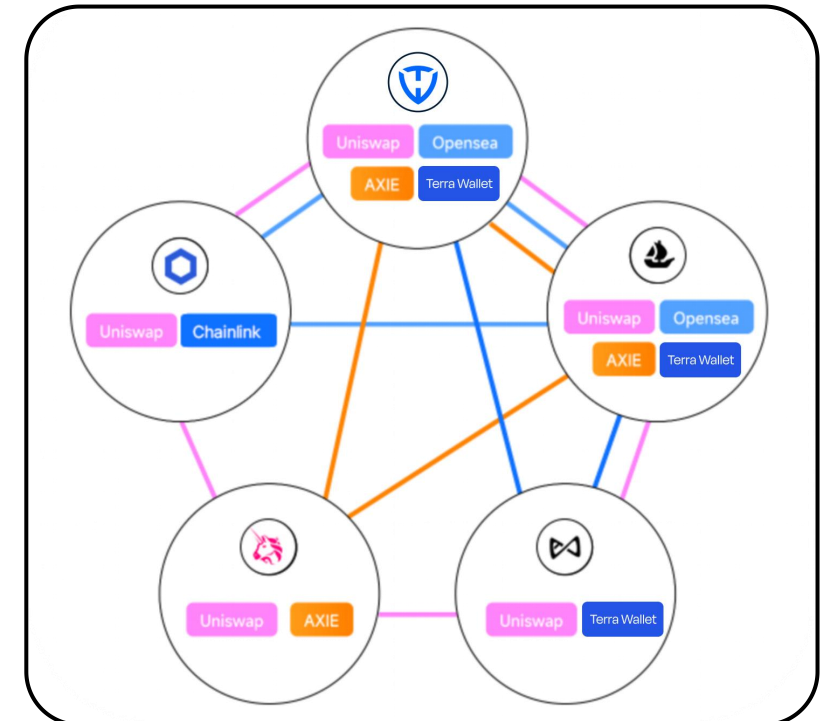 Uniswap Opensea
AXIE Terra Wallet
Uniswap Chainlink
Uniswap Opensea
AXIE Terra Wallet
Uniswap AXIE
Uniswap Terra Wallet